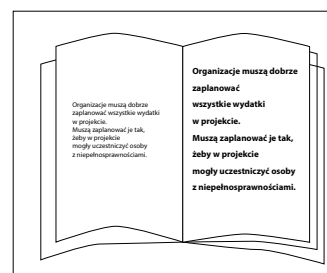 Organizacje muszą dobrze
zaplanować wszystkie wydatki
w projekcie.
Muszą zaplanować je tak,
żeby w projekcie
mogły uczestniczyć osoby
z niepełnosprawnościami.
Organizacje muszą dobrze
zaplanować
wszystkie wydatki
w projekcie.
Muszą zaplanować je tak,
żeby w projekcie
mogły uczestniczyć osoby
z niepełnosprawnościami.